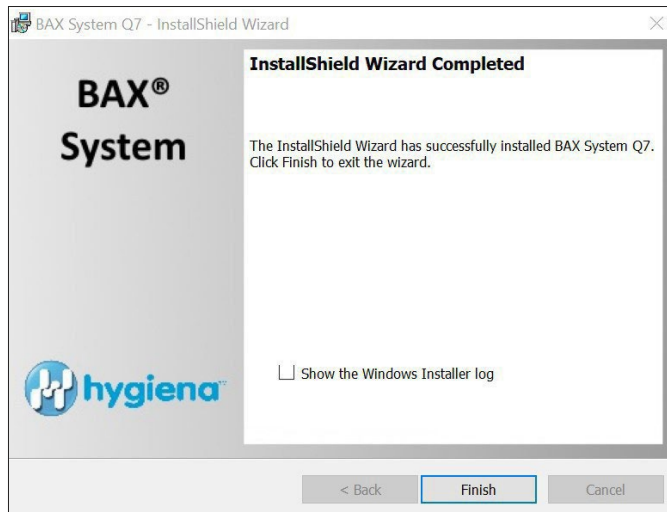 BAX System Q7 - InstallShield Wizard
BAX®
System
InstallShield Wizard Completed
The InstallShield Wizard has successfully installed BAX System Q7.
Click Finish to exit the wizard.
Show the Windows Installer log
hygiena™
< Back
Finish
Cancel